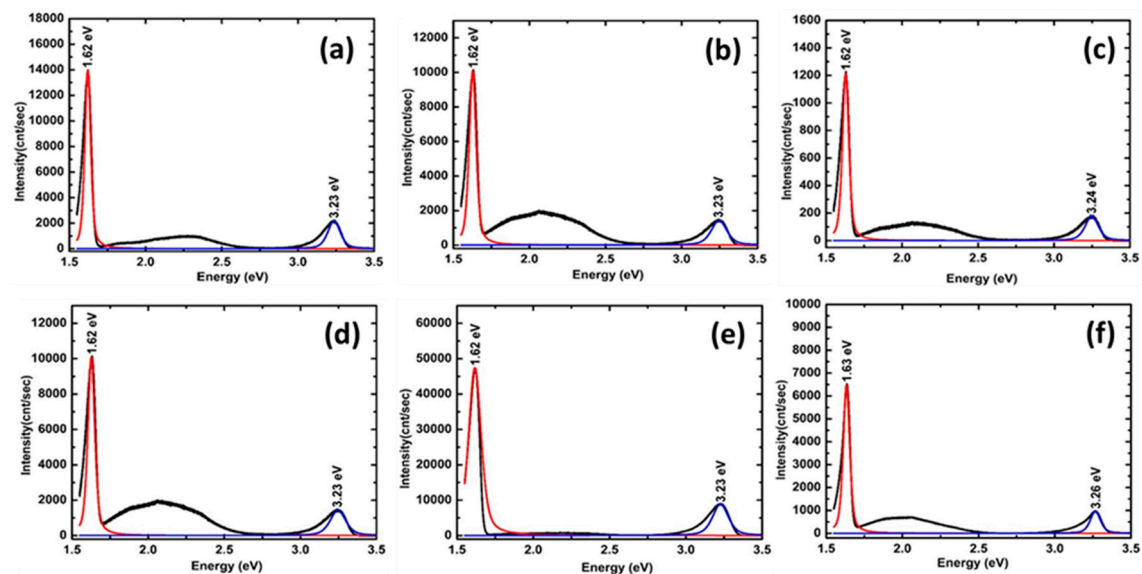 18000
16000
14000
12000
10000
8000
6000
4000
2000
0
Intensity(cnt/sec)
1.62 eV
3.23 eV
(a)
1.5 2.0 2.5 3.0 3.5
Energy (eV)
12000
10000
8000
6000
4000
2000
0
Intensity(cnt/sec)
1.62 eV
3.23 eV
(b)
1.5 2.0 2.5 3.0 3.5
Energy (eV)
1600
1400
1200
1000
800
600
400
200
0
Intensity(cnt/sec)
1.62 eV
3.24 eV
(c)
1.5 2.0 2.5 3.0 3.5
Energy (eV)
12000
10000
8000
6000
4000
2000
0
Intensity(cnt/sec)
1.62 eV
3.23 eV
(d)
1.5 2.0 2.5 3.0 3.5
Energy (eV)
60000
50000
40000
30000
20000
10000
0
Intensity(cnt/sec)
1.62 eV
3.23 eV
(e)
1.5 2.0 2.5 3.0 3.5
Energy (eV)
10000
9000
8000
7000
6000
5000
4000
3000
2000
1000
0
Intensity(cnt/sec)
1.63 eV
3.26 eV
(f)
1.5 2.0 2.5 3.0 3.5
Energy (eV)